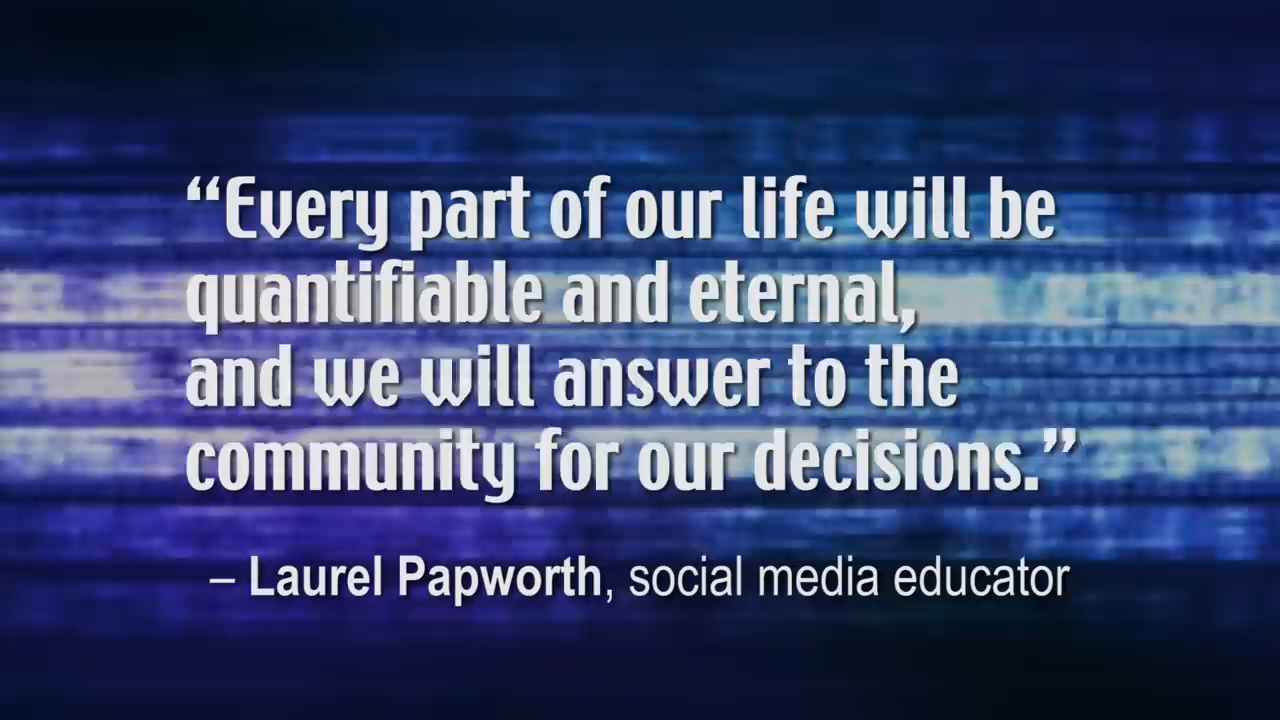 “Every part of our life will be
quantifiable and eternal,
and we will answer to the
community for our decisions.”
– Laurel Papworth, social media educator